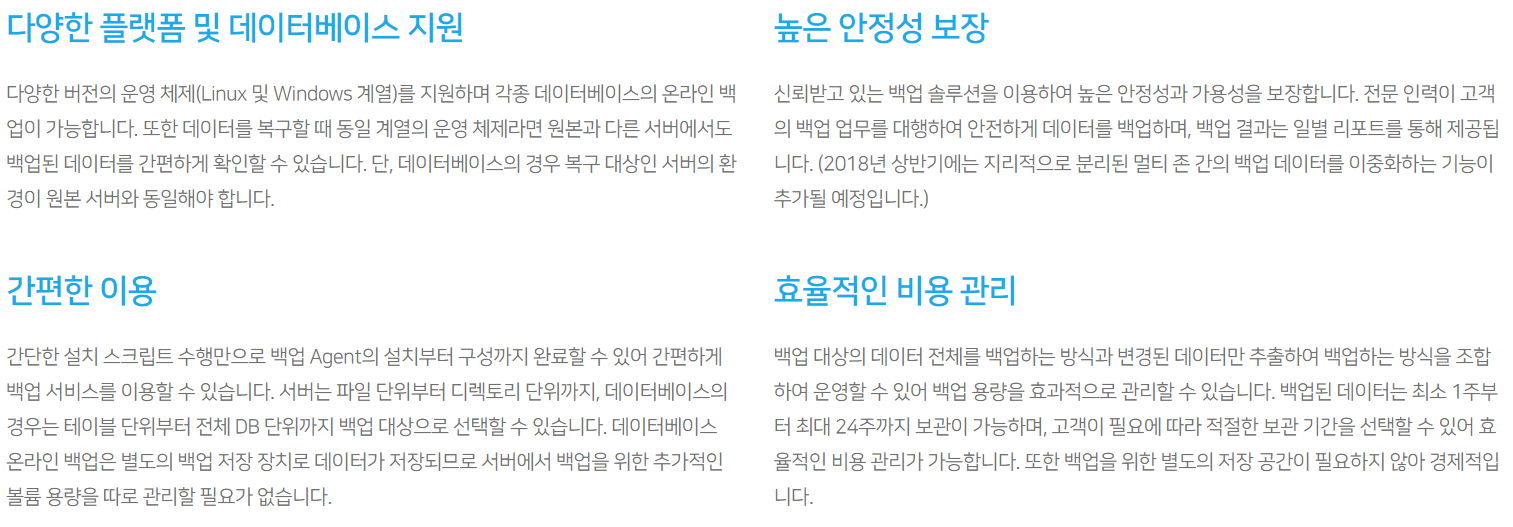 다양한 플랫폼 및 데이터베이스 지원
다양한 버전의 운영 체제(Linux 및 Windows 계열)를 지원하며 각종 데이터베이스의 온라인 백
업이 가능합니다. 또한 데이터를 복구할 때 동일 계열의 운영 체제라면 원본과 다른 서버에서도
백업된 데이터를 간편하게 확인할 수 있습니다. 단, 데이터베이스의 경우 복구 대상인 서버의 환
경이 원본 서버와 동일해야 합니다.
높은 안정성 보장
신뢰받고 있는 백업 솔루션을 이용하여 높은 안정성과 가용성을 보장합니다. 전문 인력이 고객
의 백업 업무를 대행하여 안전하게 데이터를 백업하며, 백업 결과는 일별 리포트를 통해 제공됩
니다. (2018년 상반기에는 지리적으로 분리된 멀티 존 간의 백업 데이터를 이중화하는 기능이
추가될 예정입니다.)
간편한 이용
간단한 설치 스크립트 수행만으로 백업 Agent의 설치부터 구성까지 완료할 수 있어 간편하게
백업 서비스를 이용할 수 있습니다. 서버는 파일 단위부터 디렉토리 단위까지, 데이터베이스의
경우는 테이블 단위부터 전체 DB 단위까지 백업 대상으로 선택할 수 있습니다. 데이터베이스
온라인 백업은 별도의 백업 저장 장치로 데이터가 저장되므로 서버에서 백업을 위한 추가적인
볼륨 용량을 따로 관리할 필요가 없습니다.
효율적인 비용 관리
백업 대상의 데이터 전체를 백업하는 방식과 변경된 데이터만 추출하여 백업하는 방식을 조합
하여 운영할 수 있어 백업 용량을 효과적으로 관리할 수 있습니다. 백업된 데이터는 최소 1주부
터 최대 24주까지 보관이 가능하며, 고객이 필요에 따라 적절한 보관 기간을 선택할 수 있어 효
율적인 비용 관리가 가능합니다. 또한 백업을 위한 별도의 저장 공간이 필요하지 않아 경제적입
니다.